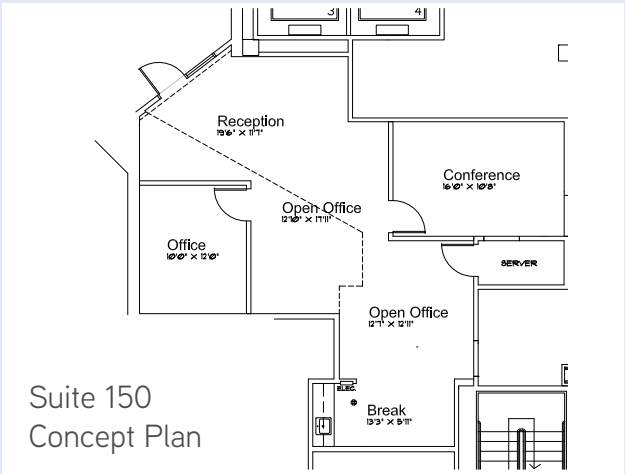 3
4
Reception
19'6" X 11'7"
Conference
16'0" X 10'8"
Open Office
12'10" X 17'11"
Office
10'0" X 12'0"
SERVER
Open Office
12'7" X 12'11"
ELEC.
Break
13'3" X 5'11"
Suite 150
Concept Plan